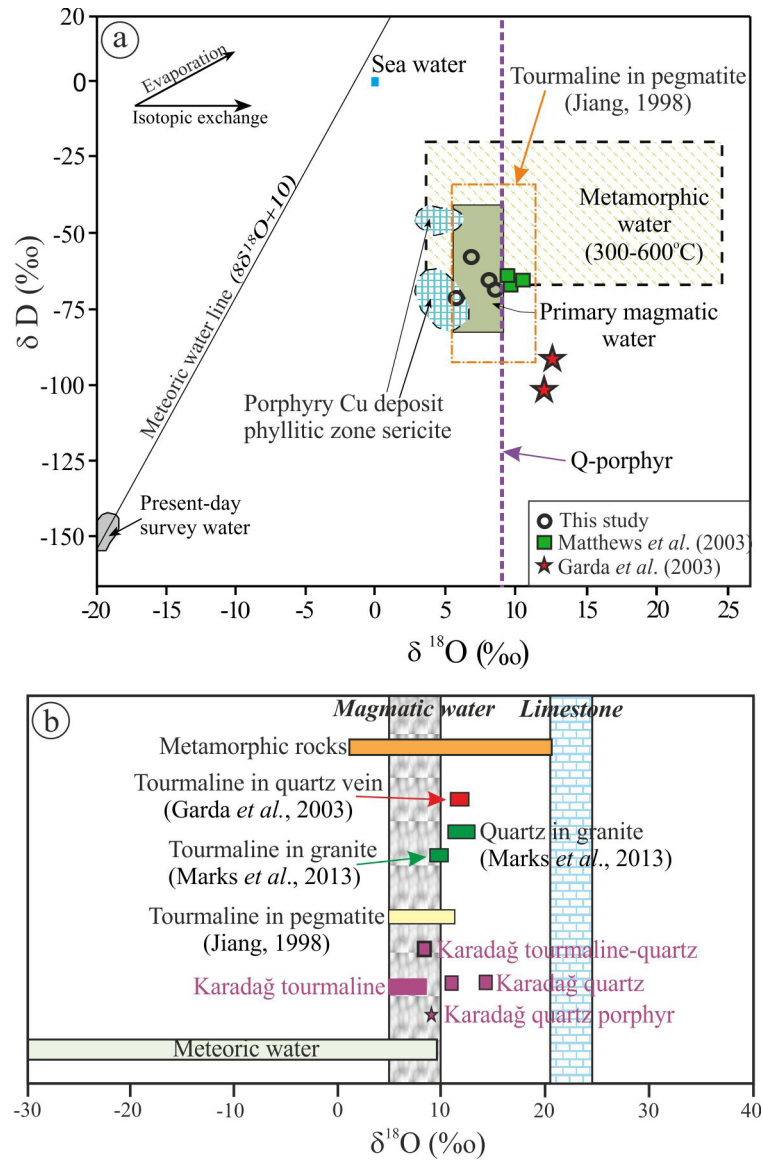 a
20
0
-25
-50
-75
-100
-125
-150
δ D (‰)
Evaporation
Isotopic exchange
Meteoric water line (8δ¹⁸O+10)
Sea water
Tourmaline in pegmatite
(Jiang, 1998)
Metamorphic
water
(300-600°C)
Primary magmatic
water
Porphyry Cu deposit
phyllitic zone sericite
Q-porphyr
Present-day
survey water
This study
Matthews et al. (2003)
Garda et al. (2003)
-20
-15
-10
-5
0
5
10
15
20
25
δ ¹⁸O (‰)
b
Magmatic water
Limestone
Metamorphic rocks
Tourmaline in quartz vein
(Garda et al., 2003)
Quartz in granite
(Marks et al., 2013)
Tourmaline in granite
(Marks et al., 2013)
Tourmaline in pegmatite
(Jiang, 1998)
Karadağ tourmaline-quartz
Karadağ tourmaline
Karadağ quartz
Karadağ quartz porphyr
Meteoric water
-30
-20
-10
0
10
20
30
40
δ¹⁸O (‰)